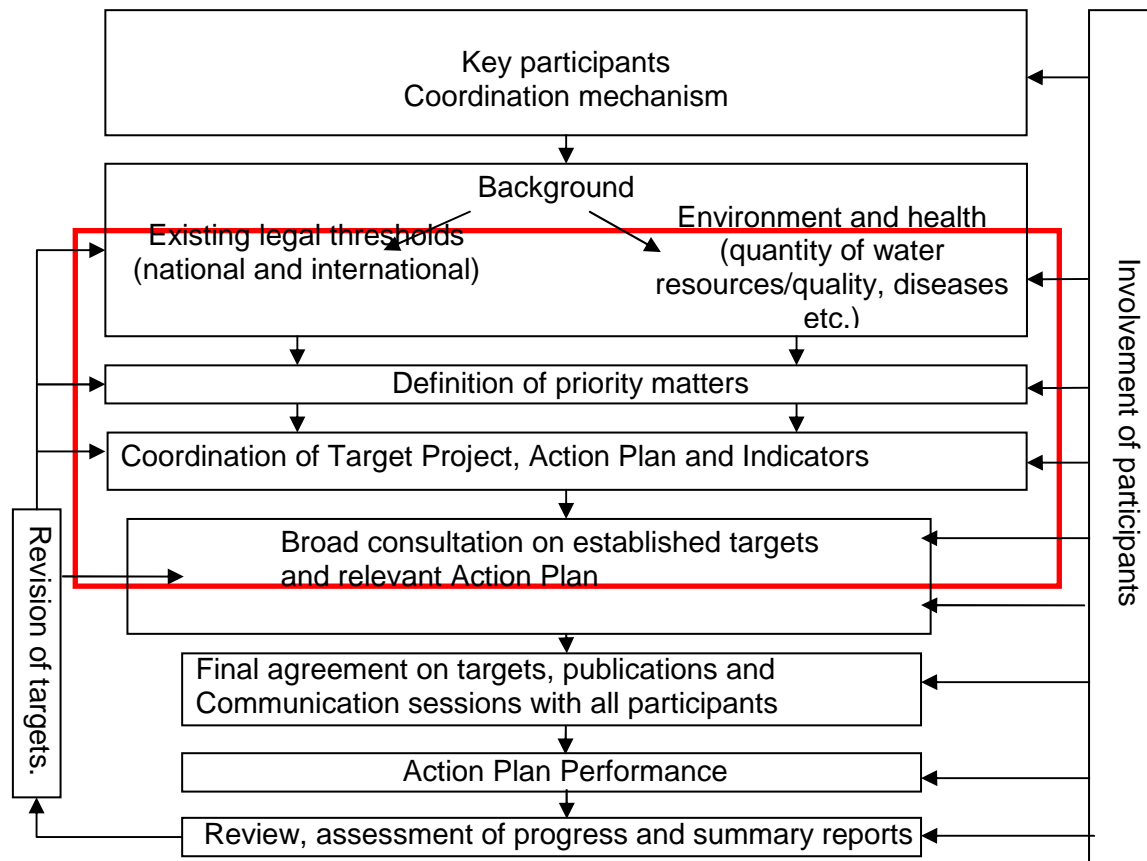 Key participants
Coordination mechanism
Background
Existing legal thresholds
(national and international)
Environment and health
(quantity of water
resources/quality, diseases
etc.)
Definition of priority matters
Coordination of Target Project, Action Plan and Indicators
Broad consultation on established targets
and relevant Action Plan
Final agreement on targets, publications and
Communication sessions with all participants
Action Plan Performance
Review, assessment of progress and summary reports
Revision of targets.
Involvement of participants